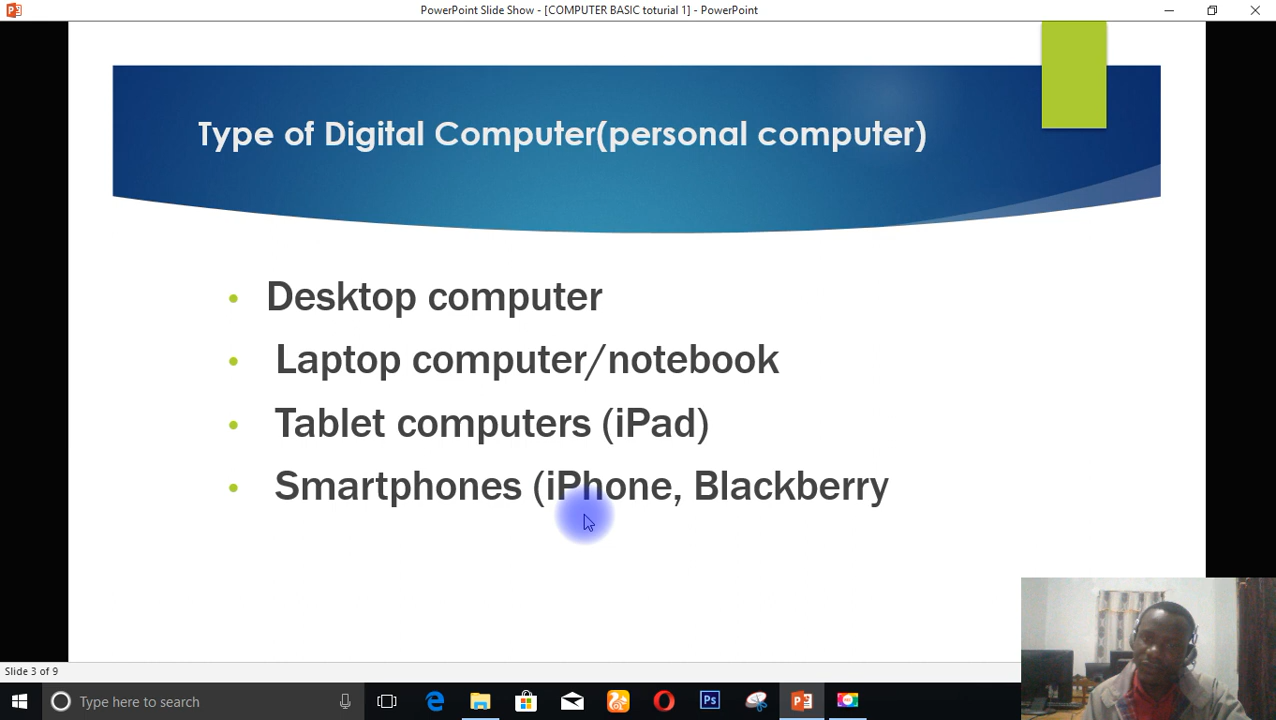 PowerPoint Slide Show - [COMPUTER BASIC toturial 1] - PowerPoint
Type of Digital Computer(personal computer)
• Desktop computer
• Laptop computer/notebook
• Tablet computers (iPad)
• Smartphones (iPhone, Blackberry
Slide 3 of 9
Type here to search
Ps